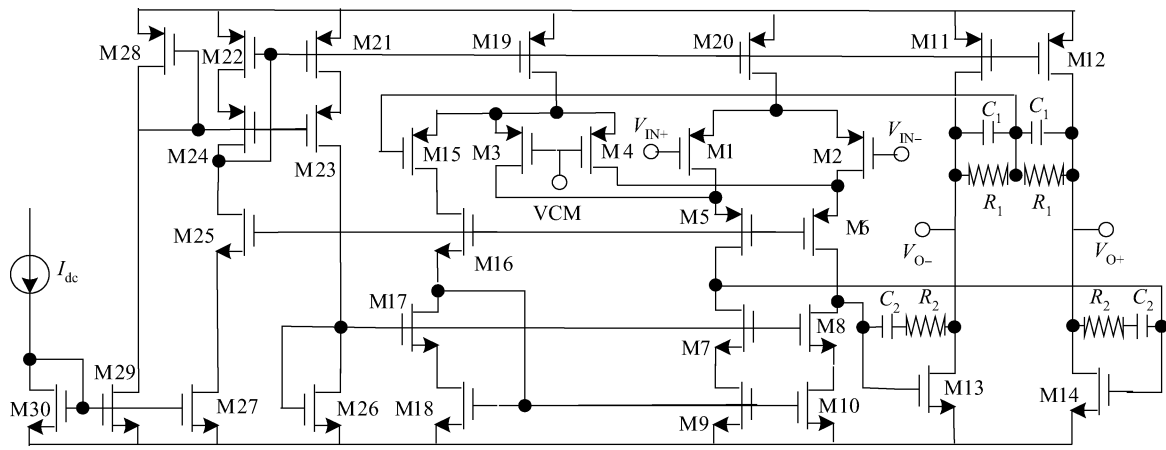 M28
M22
M21
M19
M20
M11
M12
M24
M23
M15
M3
M4
VIN+
M1
M2
VIN−
C1
C1
R1
R1
VCM
M25
M16
M5
M6
VO−
VO+
Idc
M17
M7
M8
C2
R2
R2
C2
M30
M29
M27
M26
M18
M9
M10
M13
M14